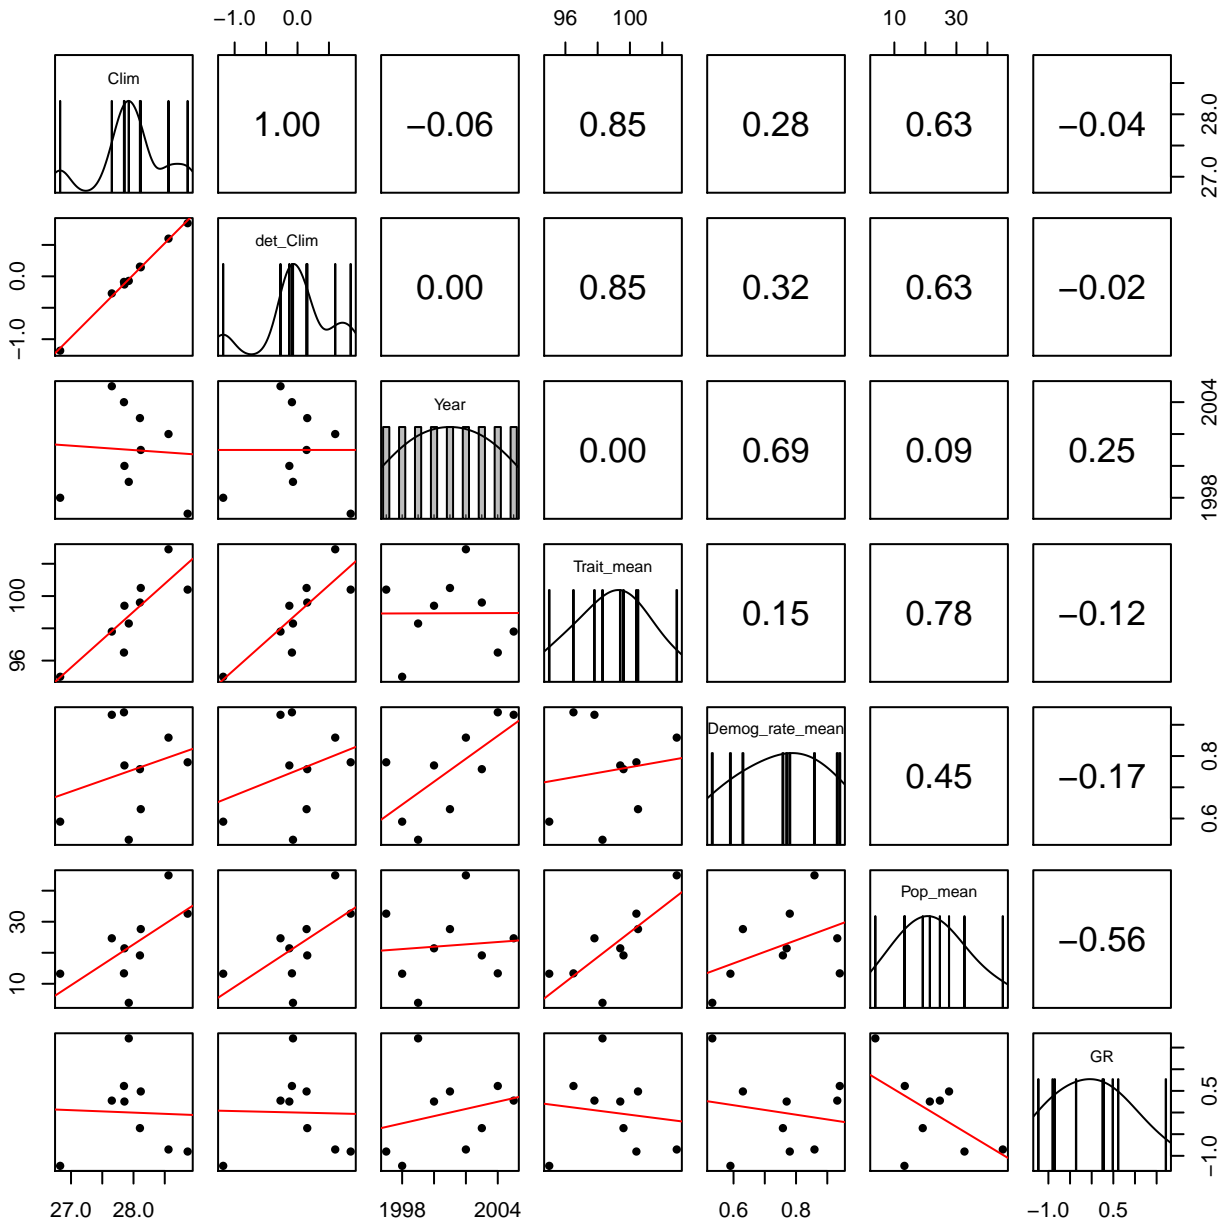 −1.0 0.0 96 100 10 30
Clim 1.00 −0.06 0.85 0.28 0.63 −0.04 27.0 28.0
−1.0 0.0 det_Clim 0.00 0.85 0.32 0.63 −0.02
Year 0.00 0.69 0.09 0.25 1998 2004
96 100 Trait_mean 0.15 0.78 −0.12
Demog_rate_mean 0.45 −0.17 0.6 0.8
10 30 Pop_mean −0.56
GR −1.0 0.5
27.0 28.0 1998 2004 0.6 0.8 −1.0 0.5